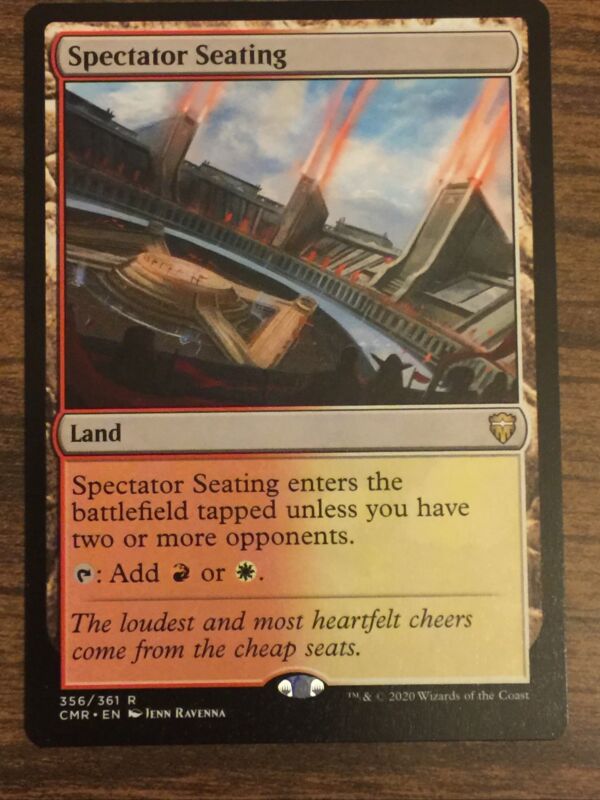 Spectator Seating
Land
Spectator Seating enters the
battlefield tapped unless you have
two or more opponents.
: Add or .
The loudest and most heartfelt cheers
come from the cheap seats.
356/361 R
CMR • EN Jenn Ravenna
™ & © 2020 Wizards of the Coast